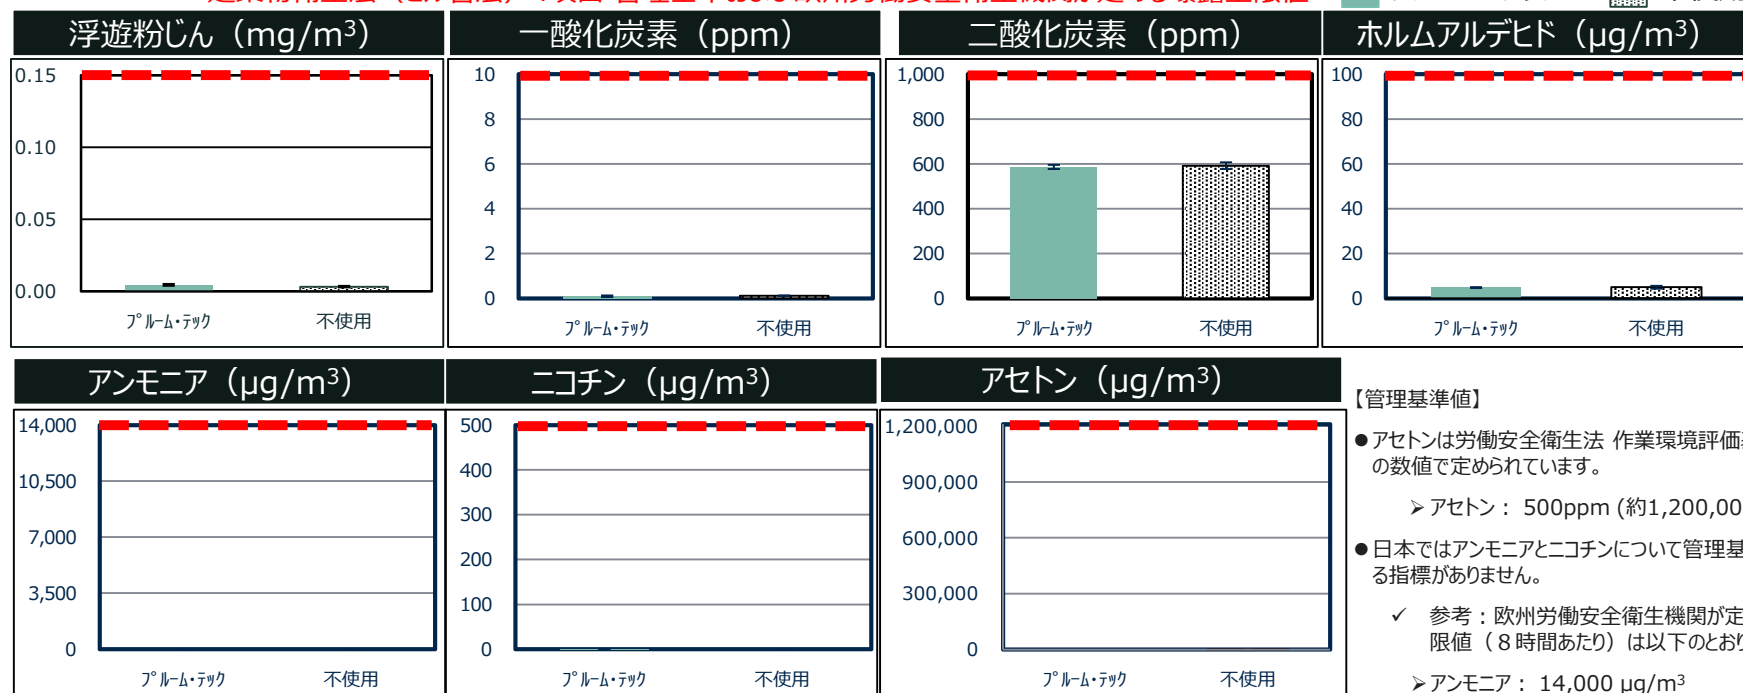 浮遊粉じん（mg/m³）
一酸化炭素（ppm）
二酸化炭素（ppm）
ホルムアルデヒド（μg/m³）
0.15
0.10
0.05
0.00
プルーム・テック
不使用
10
8
6
4
2
0
プルーム・テック
不使用
1,000
800
600
400
200
0
プルーム・テック
不使用
100
80
60
40
20
0
プルーム・テック
不使用
アンモニア（μg/m³）
ニコチン（μg/m³）
アセトン（μg/m³）
14,000
10,500
7,000
3,500
0
プルーム・テック
不使用
500
400
300
200
100
0
プルーム・テック
不使用
1,200,000
900,000
600,000
300,000
0
プルーム・テック
不使用
【管理基準値】
●アセトンは労働安全衛生法 作業環境評価
の数値で定められています。
➢アセトン： 500ppm (約1,200,00
●日本ではアンモニアとニコチンについて管理基
る指標がありません。
✓ 参考：欧州労働安全衛生機関が定
限値（８時間あたり）は以下のとおり
➢アンモニア： 14,000 μg/m³